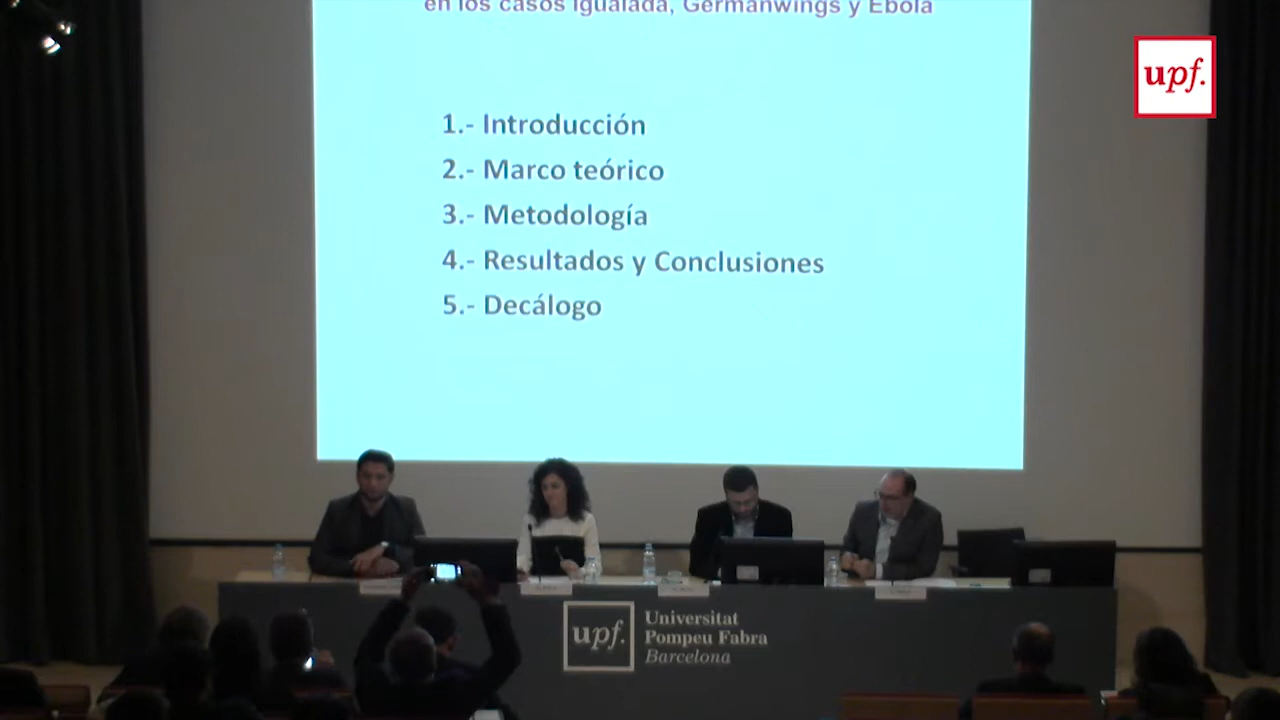 en los casos Igualada, Germanwings y Ébola
upf.
1.- Introducción
2.- Marco teórico
3.- Metodología
4.- Resultados y Conclusiones
5.- Decálogo
upf.
Universitat
Pompeu Fabra
Barcelona